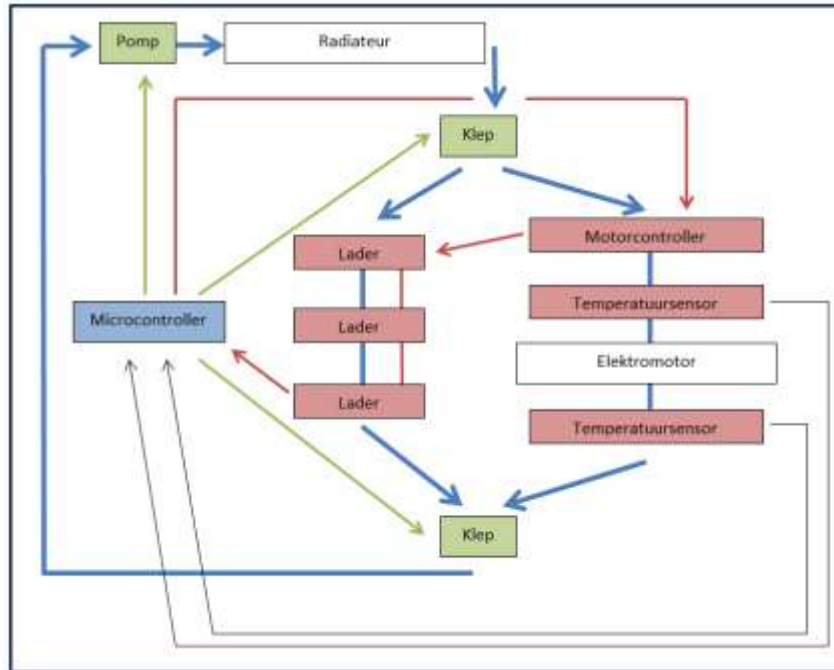 Pomp
Radiateur
Klep
Lader
Motorcontroller
Microcontroller
Lader
Temperatuursensor
Elektromotor
Lader
Temperatuursensor
Klep